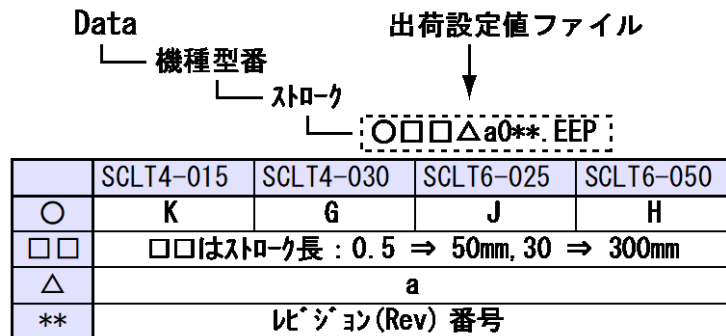 Data
出荷設定値ファイル
機種型番
ｽﾄﾛｰｸ
○□□△a0**.EEP
SCLT4-015 SCLT4-030 SCLT6-025 SCLT6-050
○ K G J H
□□ □□はｽﾄﾛｰｸ長：0.5 ⇒ 50mm,30 ⇒ 300mm
△ a
** ﾚﾋﾞｼﾞｮﾝ(Rev) 番号